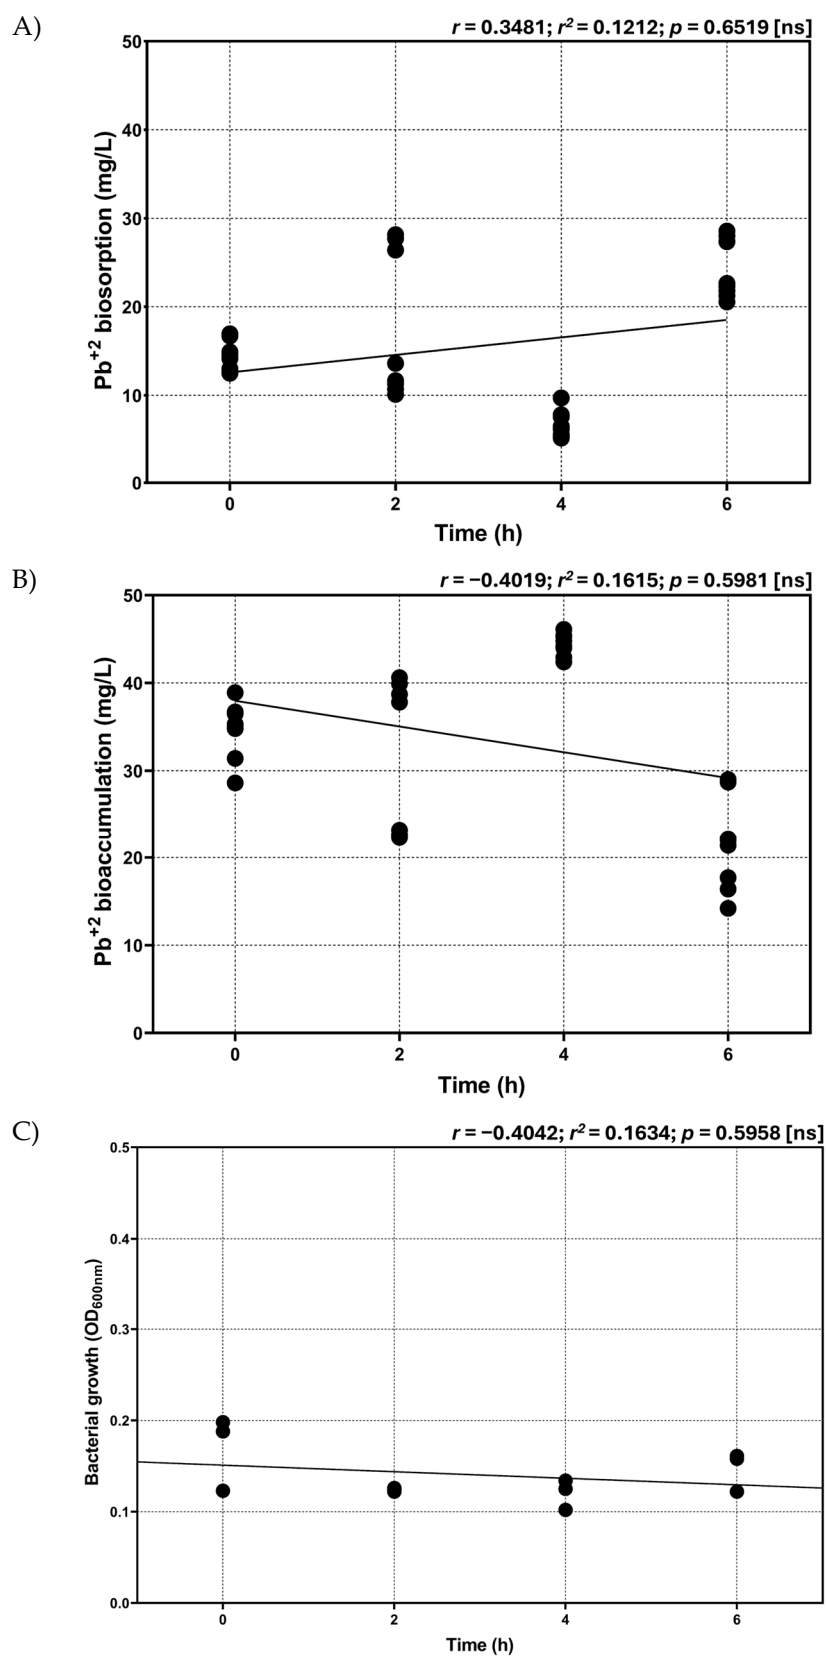 A)
r = 0.3481; r² = 0.1212; p = 0.6519 [ns]
50
40
30
20
10
0
Pb⁺² biosorption (mg/L)
0 2 4 6
Time (h)
B)
r = −0.4019; r² = 0.1615; p = 0.5981 [ns]
50
40
30
20
10
0
Pb⁺² bioaccumulation (mg/L)
0 2 4 6
Time (h)
C)
r = −0.4042; r² = 0.1634; p = 0.5958 [ns]
0.5
0.4
0.3
0.2
0.1
0.0
Bacterial growth (OD₆₀₀ₙₘ)
0 2 4 6
Time (h)